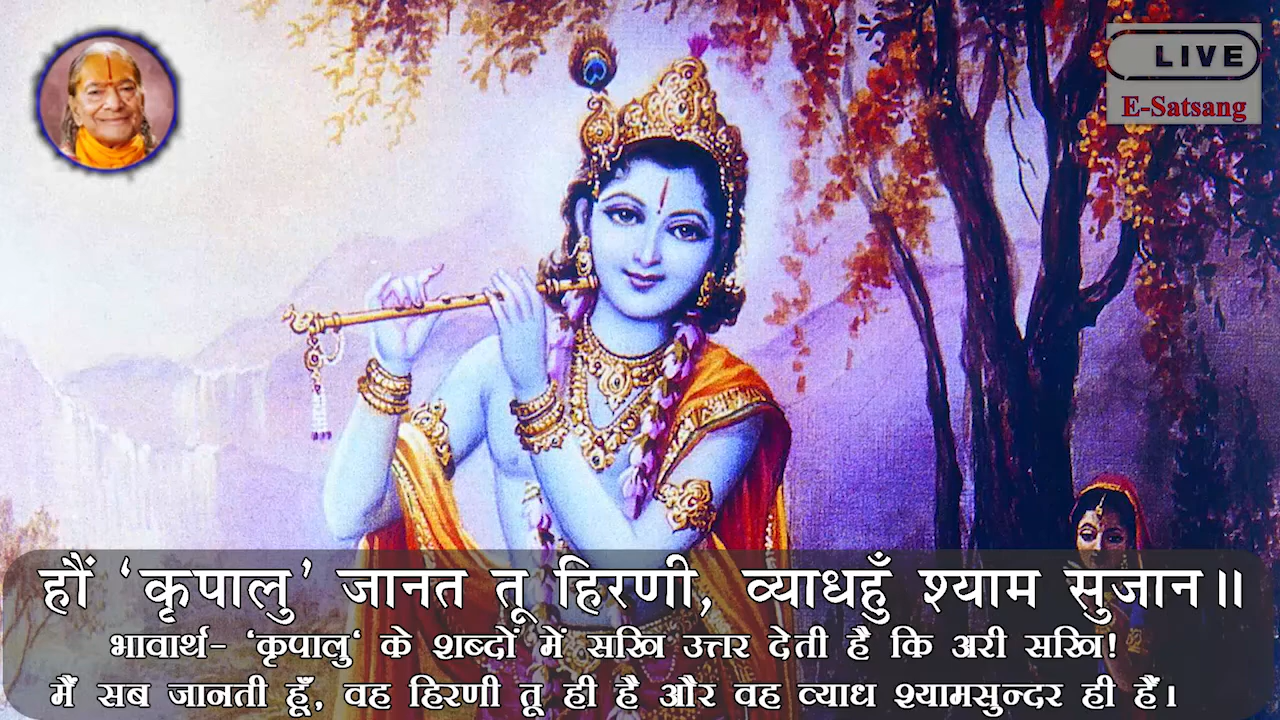 LIVE
E-Satsang
हौं ‘कृपालु’ जानत तू हिरणी, व्याधहुँ श्याम सुजान॥
भावार्थ- ‘कृपालु‘ के शब्दों में सखि उत्तर देती है कि अरी सखि!
मैं सब जानती हूँ, वह हिरणी तू ही है और वह व्याध श्यामसुन्दर ही हैं।